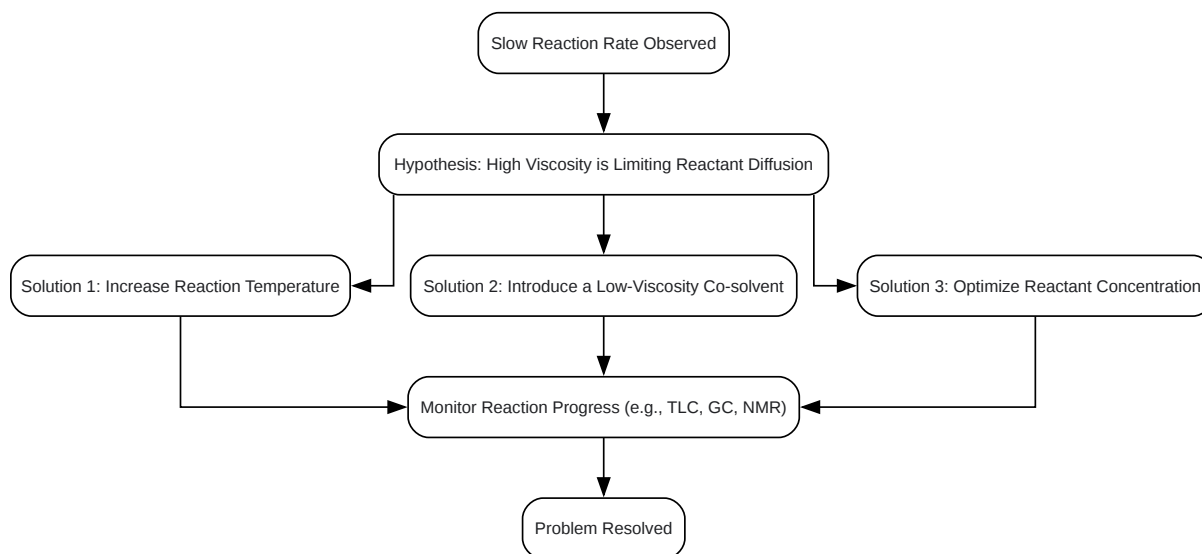 Slow Reaction Rate Observed
Hypothesis: High Viscosity is Limiting Reactant Diffusion
Solution 1: Increase Reaction Temperature
Solution 2: Introduce a Low-Viscosity Co-solvent
Solution 3: Optimize Reactant Concentration
Monitor Reaction Progress (e.g., TLC, GC, NMR)
Problem Resolved